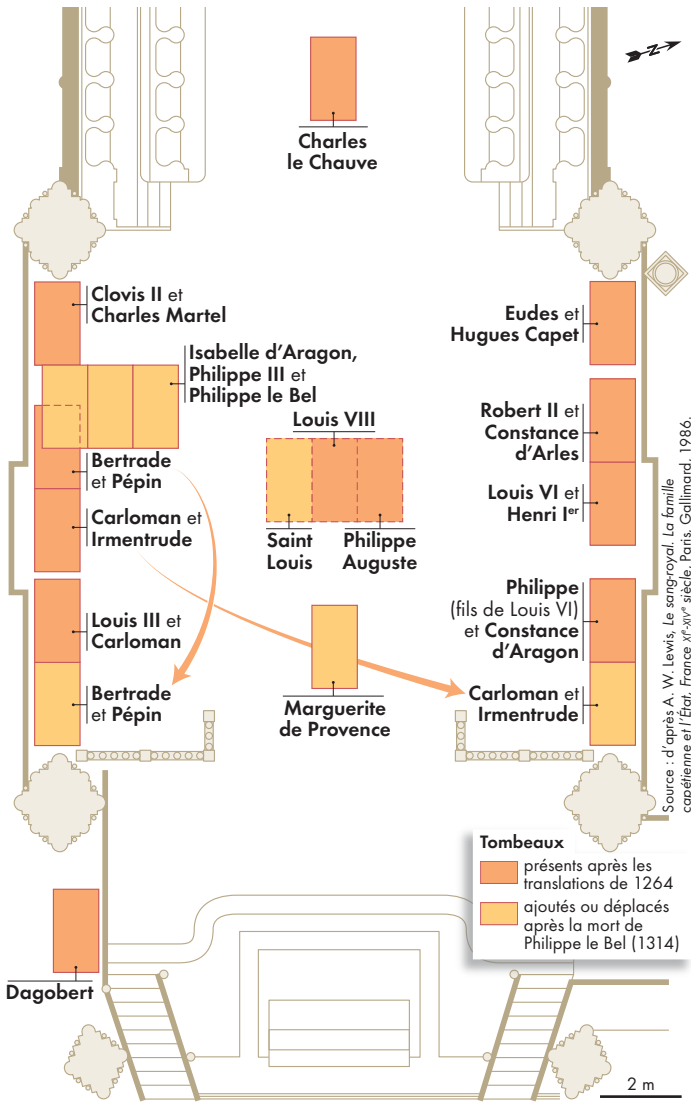 N
Charles
le Chauve
Clovis II et
Charles Martel
Isabelle d'Aragon,
Philippe III et
Philippe le Bel
Bertrade
et Pépin
Carloman et
Irmentrude
Louis III et
Carloman
Bertrade
et Pépin
Louis VIII
Saint
Louis
Philippe
Auguste
Marguerite
de Provence
Eudes et
Hugues Capet
Robert II et
Constance
d'Arles
Louis VI et
Henri Ier
Philippe
(fils de Louis VI)
et Constance
d'Aragon
Carloman et
Irmentrude
Dagobert
Tombeaux
présents après les
translations de 1264
ajoutés ou déplacés
après la mort de
Philippe le Bel (1314)
2 m
Source : d'après A. W. Lewis, Le sang-royal. La famille
capétienne et l'État. France XIe-XIVe siècle. Paris. Gallimard. 1986.